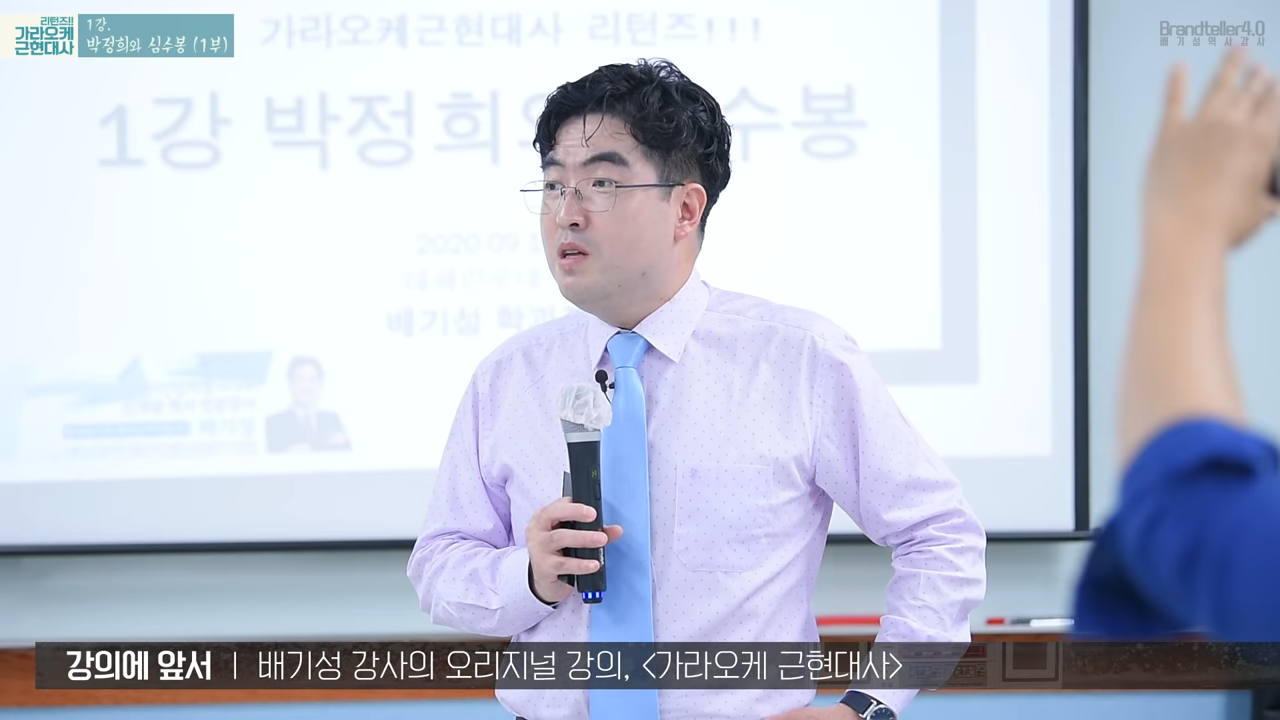 리턴즈!!
가라오케
근현대사
1강.
박정희와 심수봉 (1부)
Brandteller4.0
배기성역사강사
가라오케근현대사 리턴즈!!!
1강 박정희와 수봉
2020.09.1
배기성
강의에 앞서 | 배기성 강사의 오리지널 강의, <가라오케 근현대사>